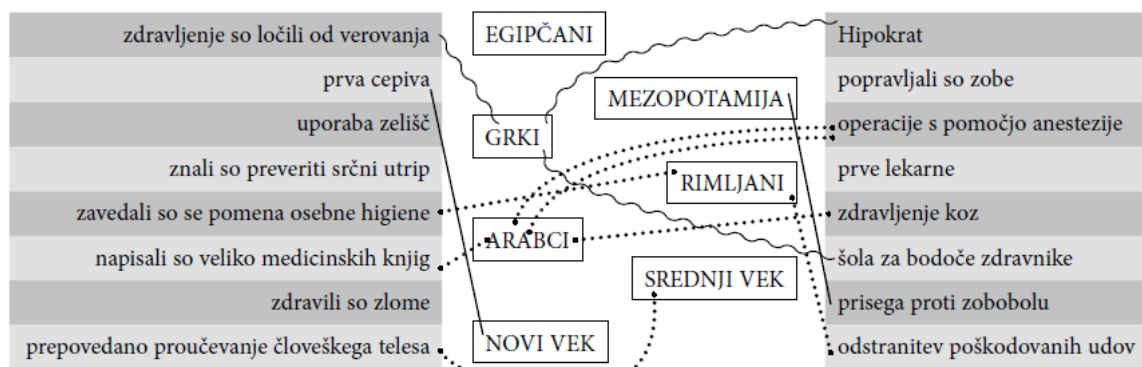 zdravljenje so ločili od verovanja
prva cepiva
uporaba zelišč
znali so preveriti srčni utrip
zavedali so se pomena osebne higiene
napisali so veliko medicinskih knjig
zdravili so zlome
prepovedano proučevanje človeškega telesa
EGIPČANI
MEZOPOTAMIJA
GRKI
RIMLJANI
ARABCI
SREDNJI VEK
NOVI VEK
Hipokrat
popravljali so zobe
operacije s pomočjo anestezije
prve lekarne
zdravljenje koz
šola za bodoče zdravnike
prisega proti zobobolu
odstranitev poškodovanih udov